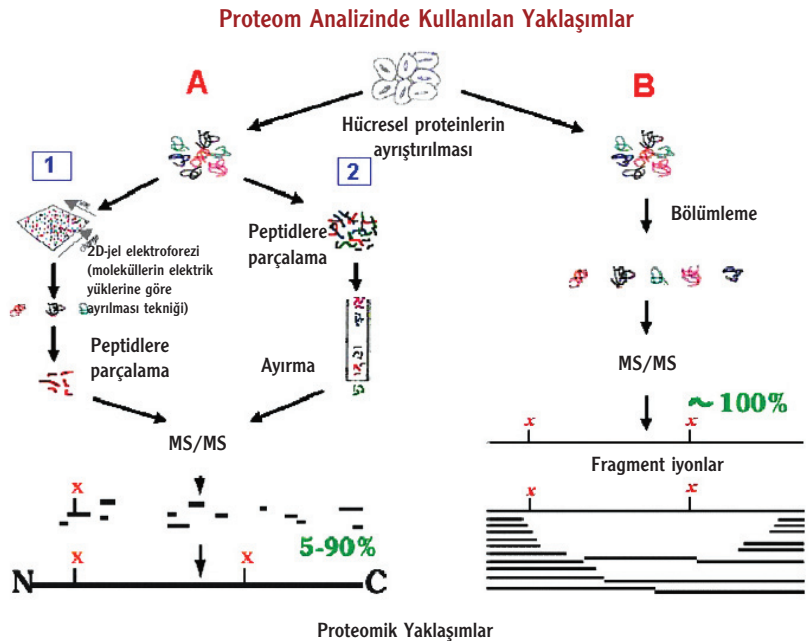 Proteom Analizinde Kullanılan Yaklaşımlar
A
B
Hücresel proteinlerin
ayrıştırılması
1
2
2D-jel elektroforezi
(moleküllerin elektrik
yüklerine göre
ayrılması tekniği)
Peptidlere
parçalama
Peptidlere
parçalama
Ayırma
MS/MS
X
5-90%
X
X
N
C
Bölümleme
MS/MS
~ 100%
x
x
Fragment iyonlar
x
x
Proteomik Yaklaşımlar